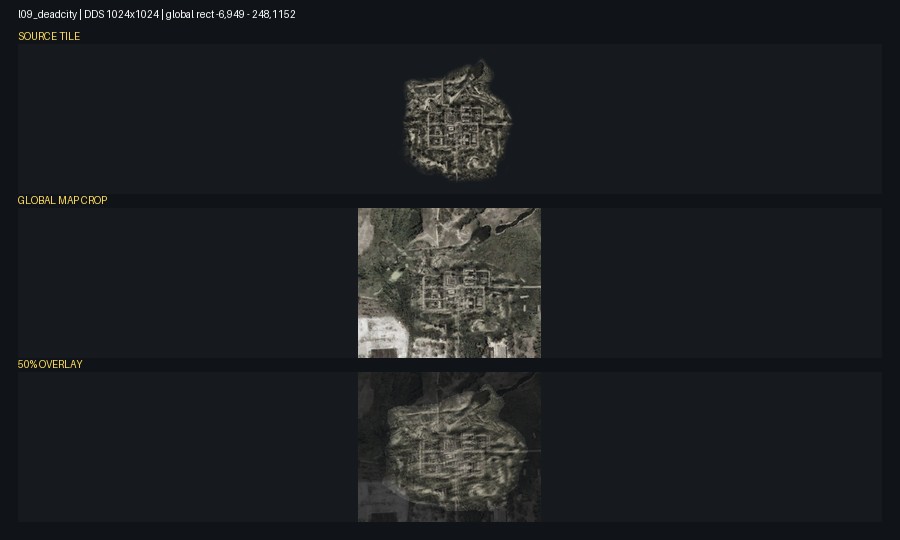 l09_deadcity | DDS 1024x1024 | global rect -6,949 - 248,1152
SOURCE TILE
GLOBAL MAP CROP
50% OVERLAY